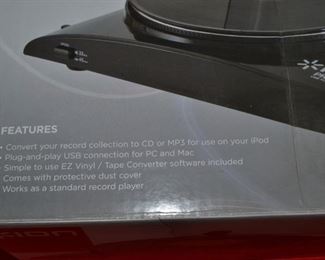 FEATURES
• Convert your record collection to CD or MP3 for use on your iPod
• Plug-and-play USB connection for PC and Mac
• Simple to use EZ Vinyl / Tape Converter software included
Comes with protective dust cover
Works as a standard record player
SION